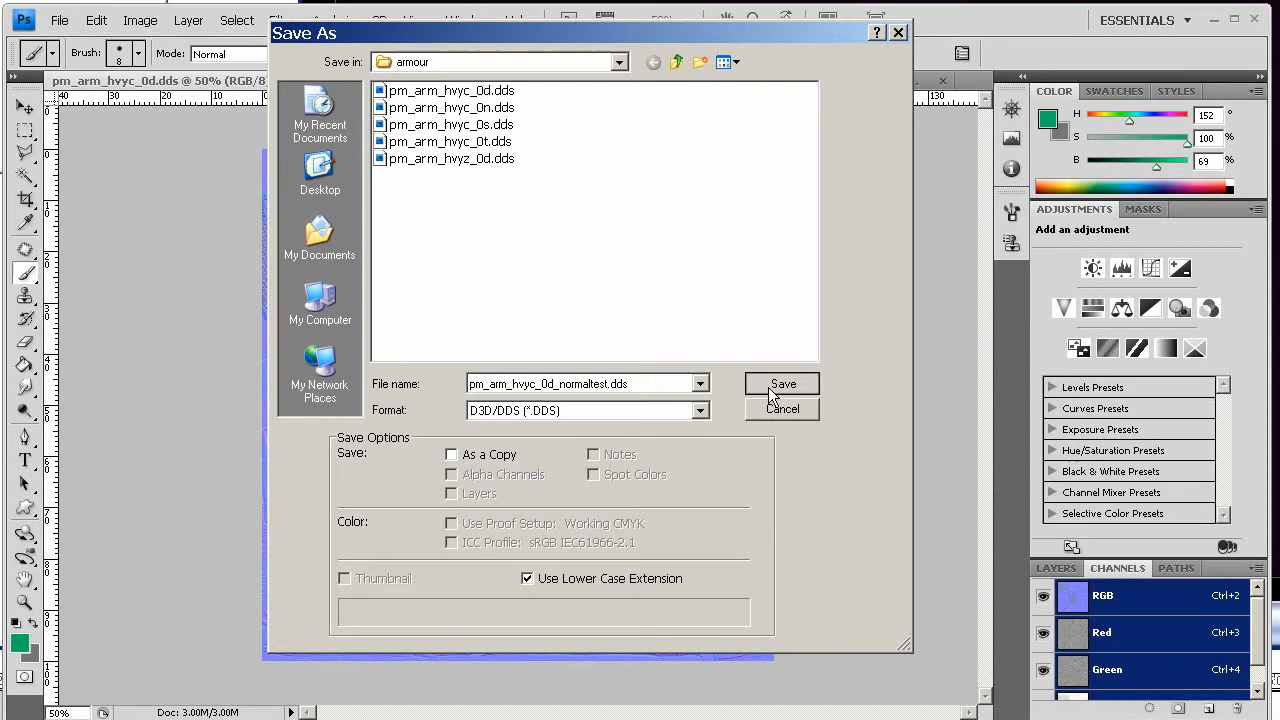 Ps File Edit Image Layer Select
ESSENTIALS
Brush: 8 Mode: Normal
pm_arm_hvyc_0d.dds @ 50% (RGB/8
Save As
Save in: armour
My Recent Documents
Desktop
My Documents
My Computer
My Network Places
pm_arm_hvyc_0d.dds
pm_arm_hvyc_0n.dds
pm_arm_hvyc_0s.dds
pm_arm_hvyc_0t.dds
pm_arm_hvyz_0d.dds
File name: pm_arm_hvyc_0d_normaltest.dds Save
Format: D3D/DDS (*.DDS) Cancel
Save Options
Save: As a Copy Notes
Alpha Channels Spot Colors
Layers
Color: Use Proof Setup: Working CMYK
ICC Profile: sRGB IEC61966-2.1
Thumbnail Use Lower Case Extension
40 30 20 10 130
COLOR SWATCHES STYLES
H 152 °
S 100 %
B 69 %
ADJUSTMENTS MASKS
Add an adjustment
Levels Presets
Curves Presets
Exposure Presets
Hue/Saturation Presets
Black & White Presets
Channel Mixer Presets
Selective Color Presets
LAYERS CHANNELS PATHS
RGB Ctrl+2
Red Ctrl+3
Green Ctrl+4
50% Doc: 3.00M/3.00M